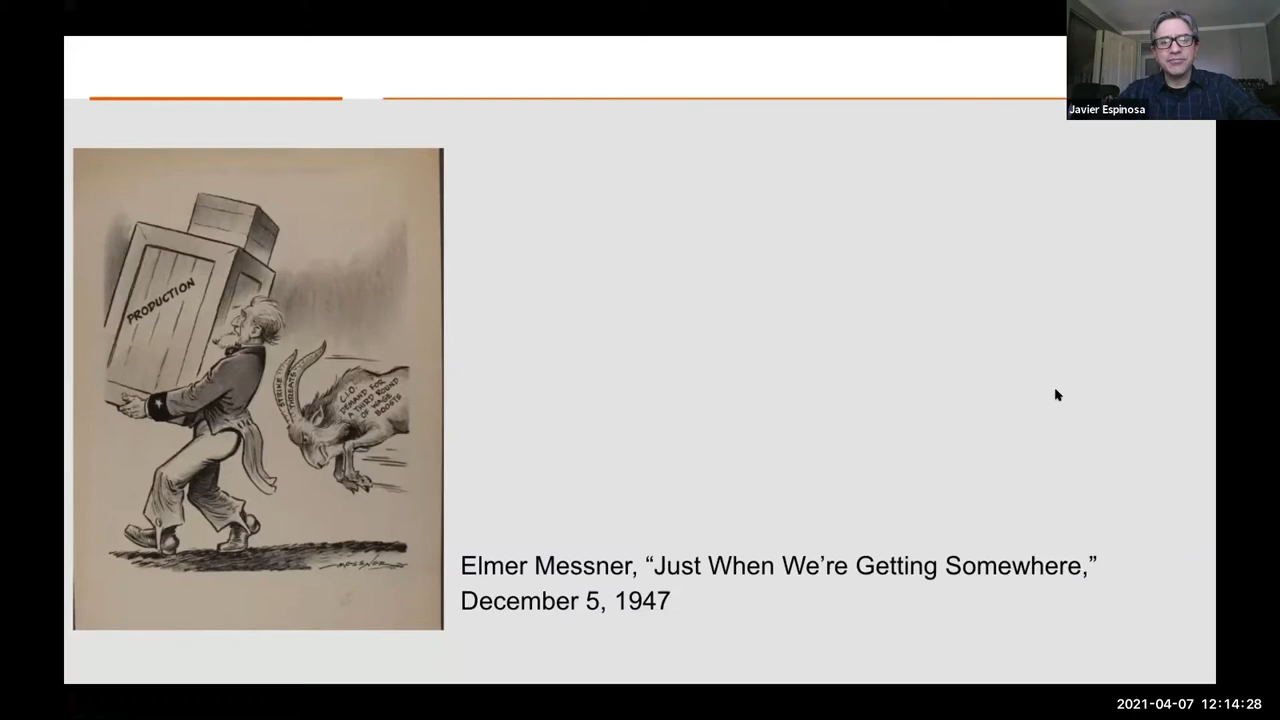 Javier Espinosa
PRODUCTION
STRIKE
THREATS
C.I.O.
DEMAND FOR
A THIRD ROUND
OF WAGE
BOOSTS
MESSNER
Elmer Messner, “Just When We’re Getting Somewhere,”
December 5, 1947
2021-04-07 12:14:28